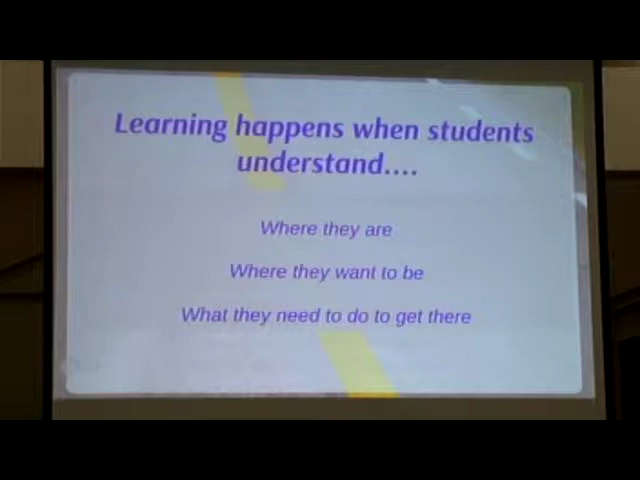 Learning happens when students
understand....
Where they are
Where they want to be
What they need to do to get there